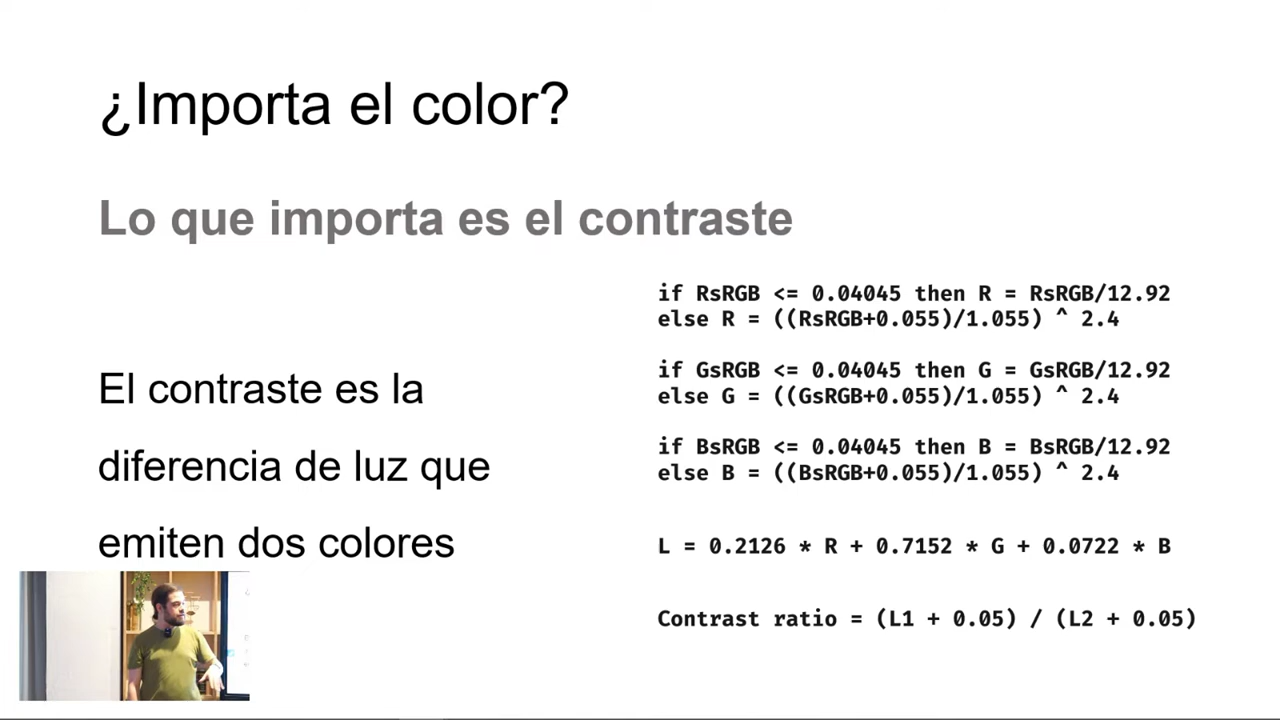 ¿Importa el color?
Lo que importa es el contraste
El contraste es la
diferencia de luz que
emiten dos colores
if RsRGB <= 0.04045 then R = RsRGB/12.92
else R = ((RsRGB+0.055)/1.055) ^ 2.4
if GsRGB <= 0.04045 then G = GsRGB/12.92
else G = ((GsRGB+0.055)/1.055) ^ 2.4
if BsRGB <= 0.04045 then B = BsRGB/12.92
else B = ((BsRGB+0.055)/1.055) ^ 2.4
L = 0.2126 * R + 0.7152 * G + 0.0722 * B
Contrast ratio = (L1 + 0.05) / (L2 + 0.05)